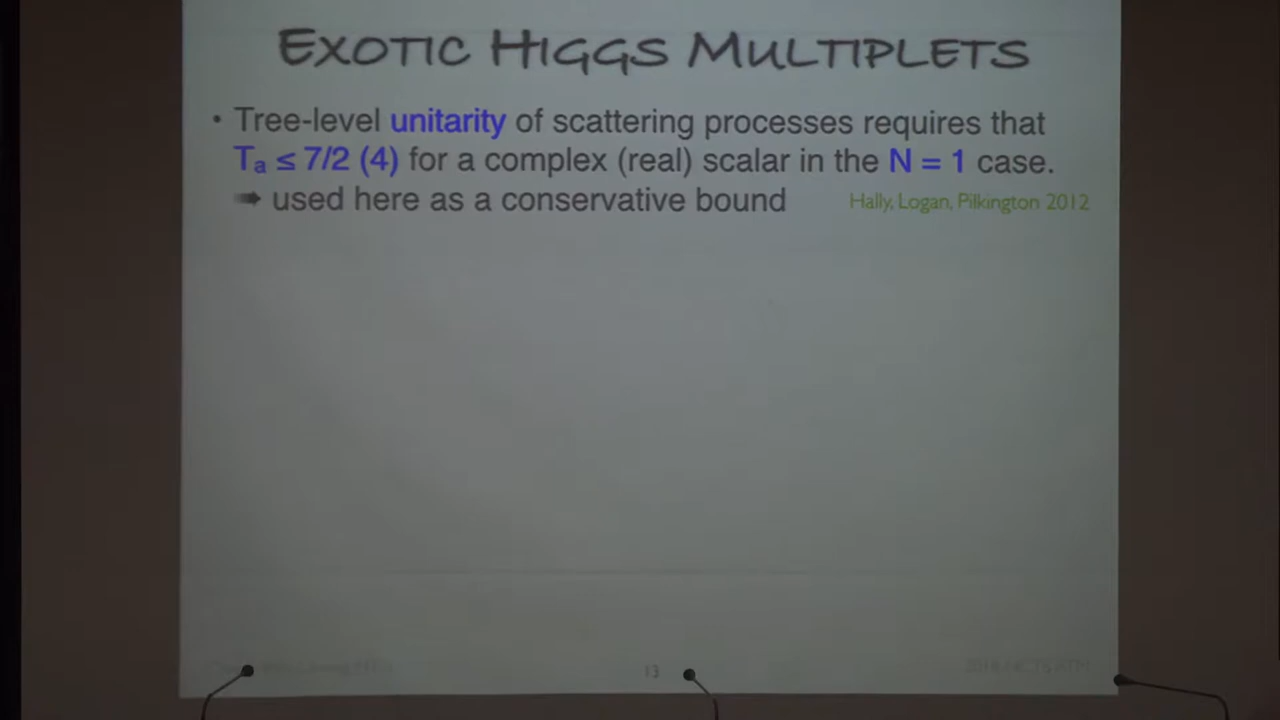 EXOTIC HIGGS MULTIPLETS
• Tree-level unitarity of scattering processes requires that
Ta ≤ 7/2 (4) for a complex (real) scalar in the N = 1 case.
➡ used here as a conservative bound
Hally, Logan, Pilkington 2012
13